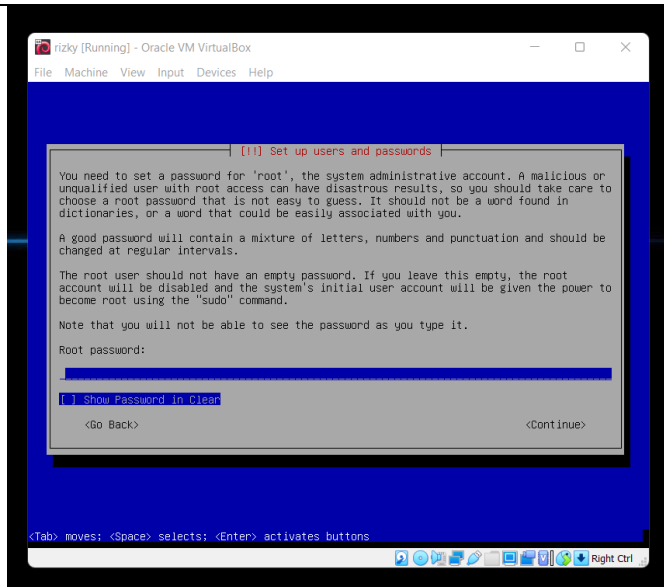 rizky [Running] - Oracle VM VirtualBox
File Machine View Input Devices Help
[!!] Set up users and passwords
You need to set a password for 'root', the system administrative account. A malicious or
unqualified user with root access can have disastrous results, so you should take care to
choose a root password that is not easy to guess. It should not be a word found in
dictionaries, or a word that could be easily associated with you.
A good password will contain a mixture of letters, numbers and punctuation and should be
changed at regular intervals.
The root user should not have an empty password. If you leave this empty, the root
account will be disabled and the system's initial user account will be given the power to
become root using the "sudo" command.
Note that you will not be able to see the password as you type it.
Root password:
[ ] Show Password in Clear
<Go Back> <Continue>
<Tab> moves; <Space> selects; <Enter> activates buttons
Right Ctrl